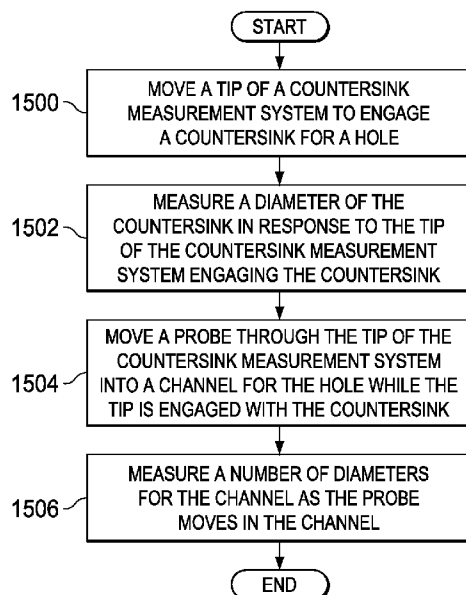 START
1500
MOVE A TIP OF A COUNTERSINK
MEASUREMENT SYSTEM TO ENGAGE
A COUNTERSINK FOR A HOLE
1502
MEASURE A DIAMETER OF THE
COUNTERSINK IN RESPONSE TO THE TIP
OF THE COUNTERSINK MEASUREMENT
SYSTEM ENGAGING THE COUNTERSINK
1504
MOVE A PROBE THROUGH THE TIP OF THE
COUNTERSINK MEASUREMENT SYSTEM
INTO A CHANNEL FOR THE HOLE WHILE THE
TIP IS ENGAGED WITH THE COUNTERSINK
1506
MEASURE A NUMBER OF DIAMETERS
FOR THE CHANNEL AS THE PROBE
MOVES IN THE CHANNEL
END